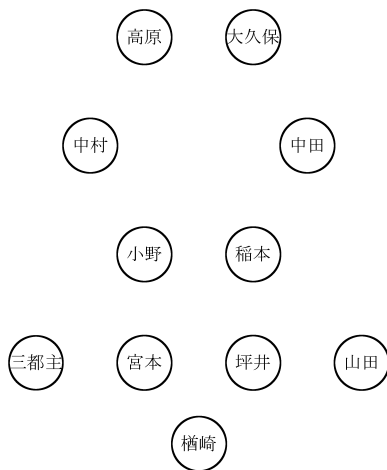 高原 大久保
中村 中田
小野 稲本
三都主 宮本 坪井 山田
楢崎